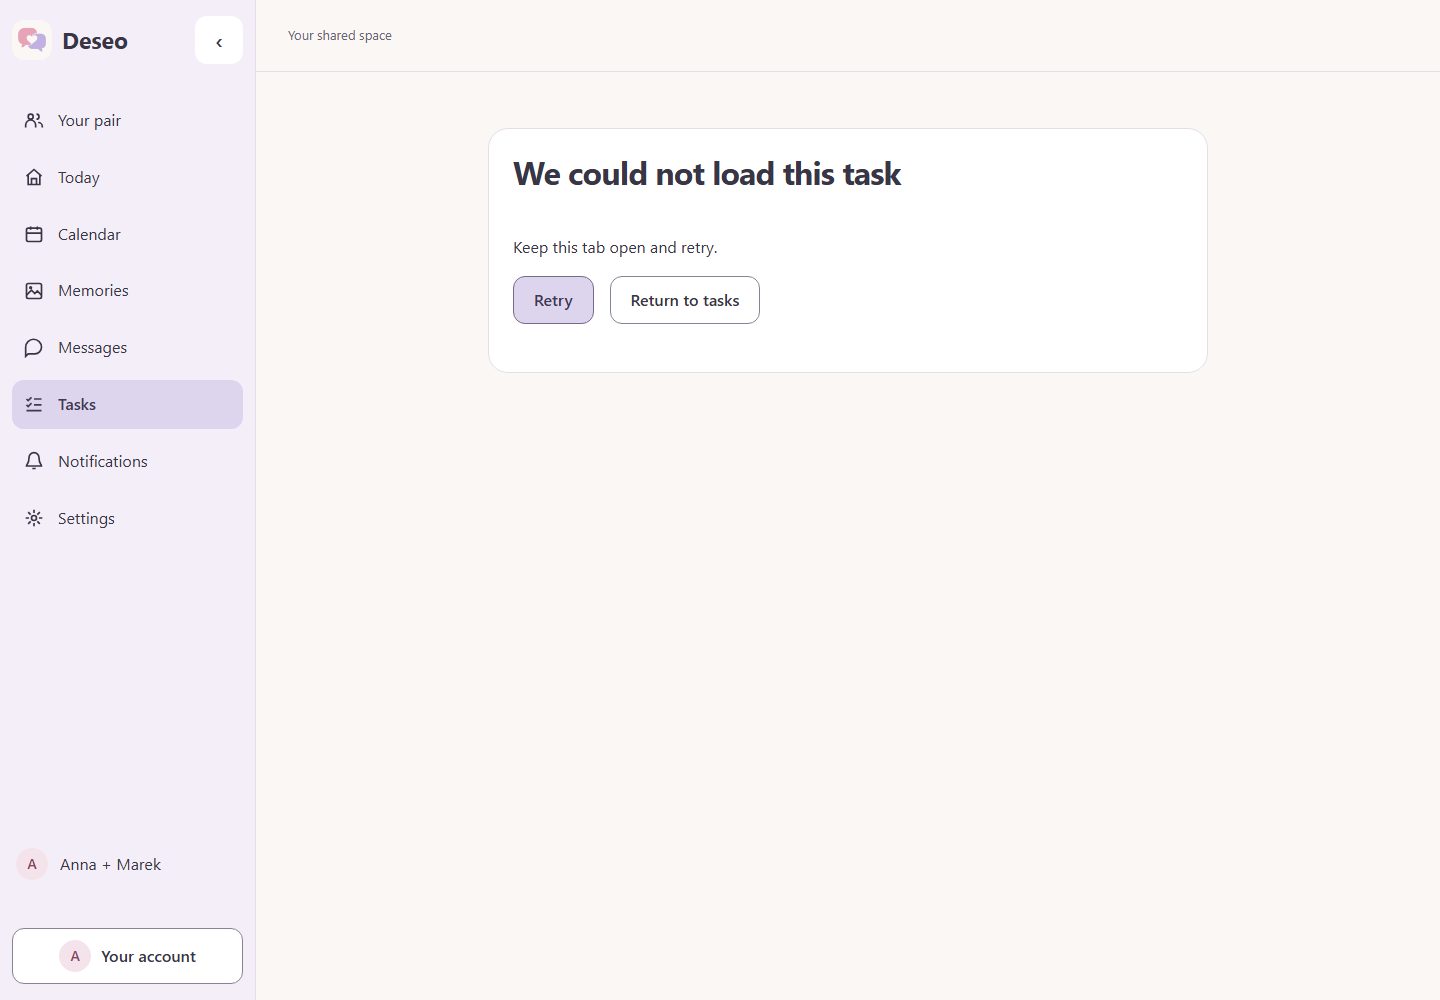 Deseo
‹
Your shared space
Your pair
Today
Calendar
Memories
Messages
Tasks
Notifications
Settings
We could not load this task
Keep this tab open and retry.
Retry
Return to tasks
A
Anna + Marek
A
Your account